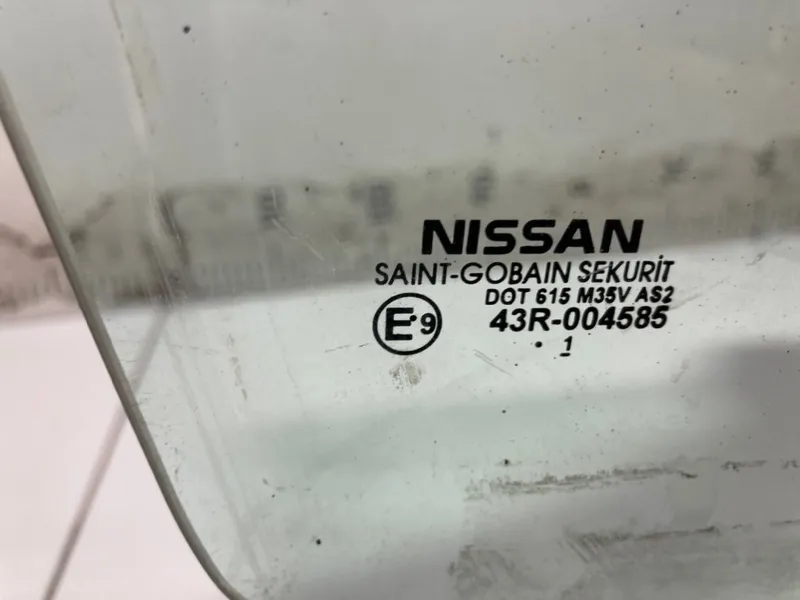 NISSAN
SAINT-GOBAIN SEKURIT
DOT 615 M35V AS2
E9 43R-004585
. 1